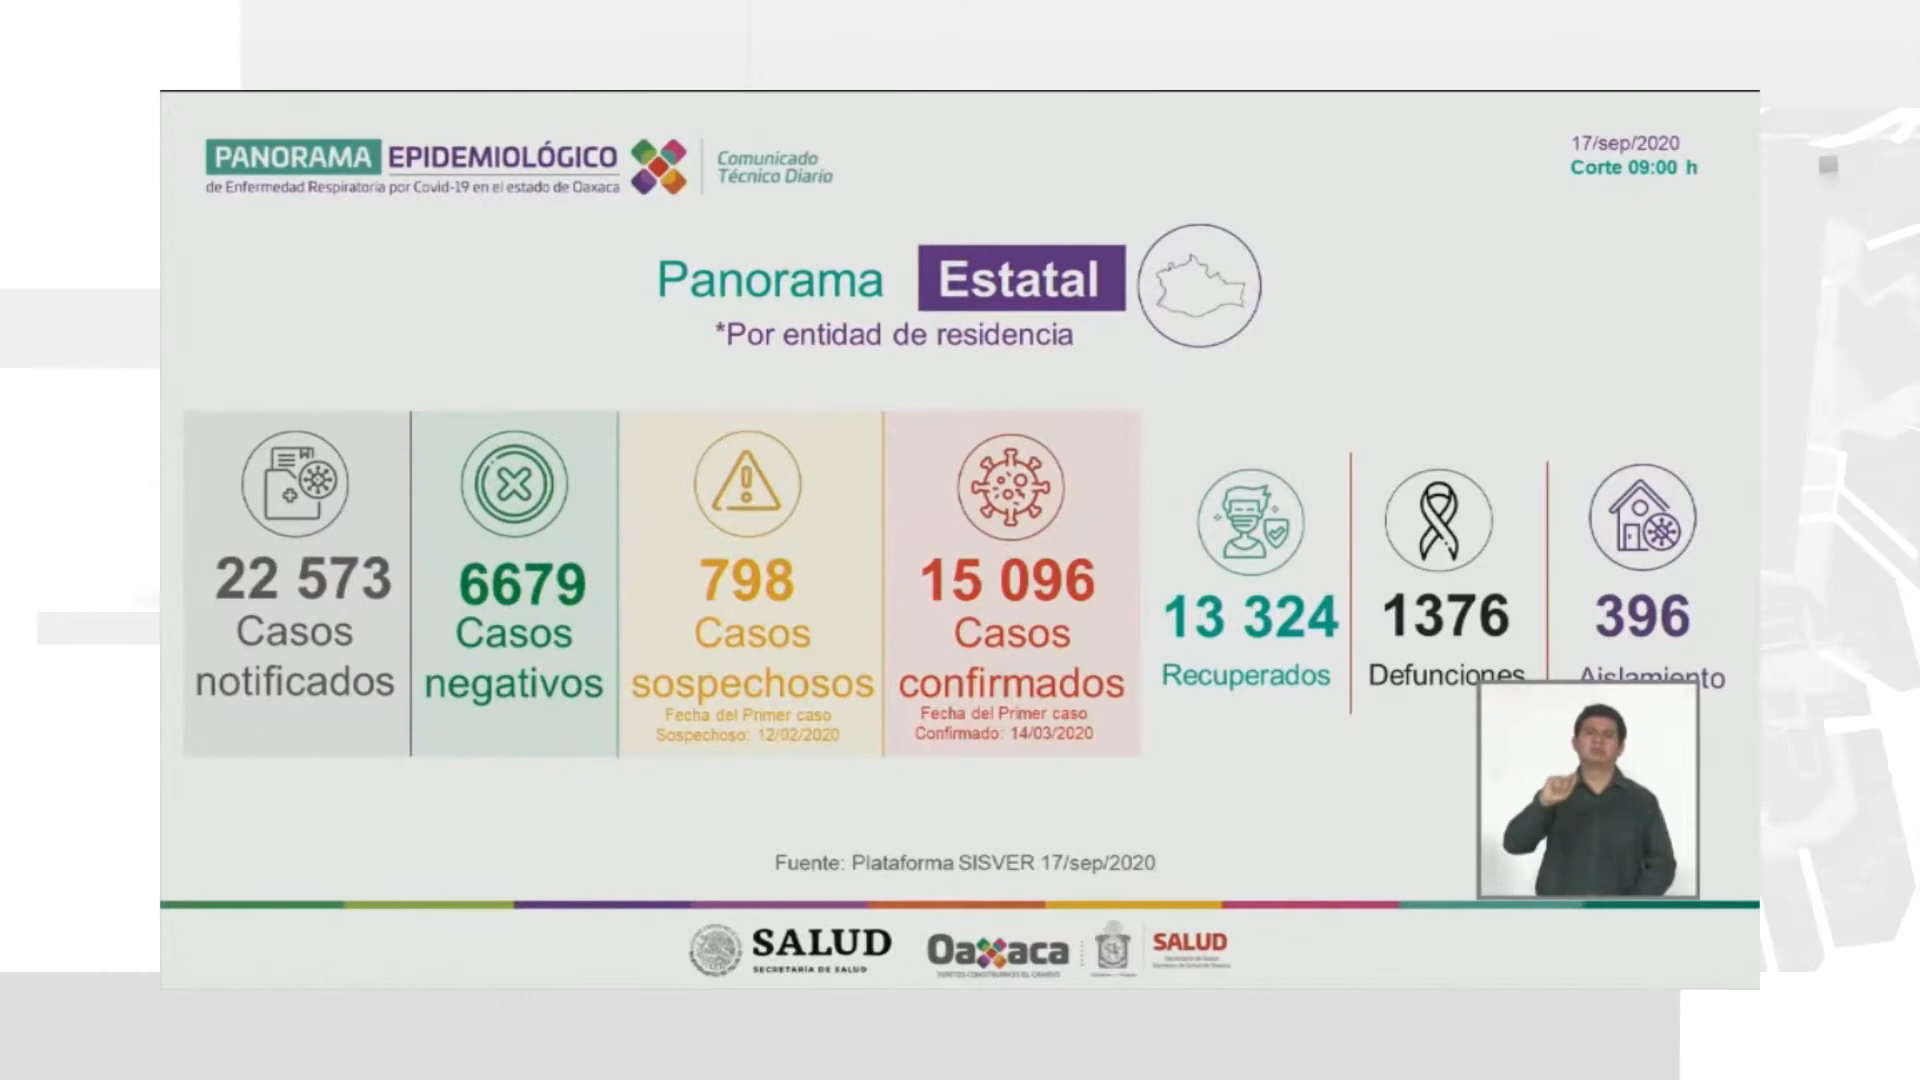 PANORAMA EPIDEMIOLÓGICO
de Enfermedad Respiratoria por Covid-19 en el estado de Oaxaca
Comunicado
Técnico Diario
17/sep/2020
Corte 09:00 h
Panorama Estatal
*Por entidad de residencia
22 573
Casos
notificados
6679
Casos
negativos
798
Casos
sospechosos
Fecha del Primer caso
Sospechoso: 12/02/2020
15 096
Casos
confirmados
Fecha del Primer caso
Confirmado: 14/03/2020
13 324
Recuperados
1376
Defunciones
396
Aislamiento
Fuente: Plataforma SISVER 17/sep/2020
SALUD
SECRETARÍA DE SALUD
Oaxaca
SALUD